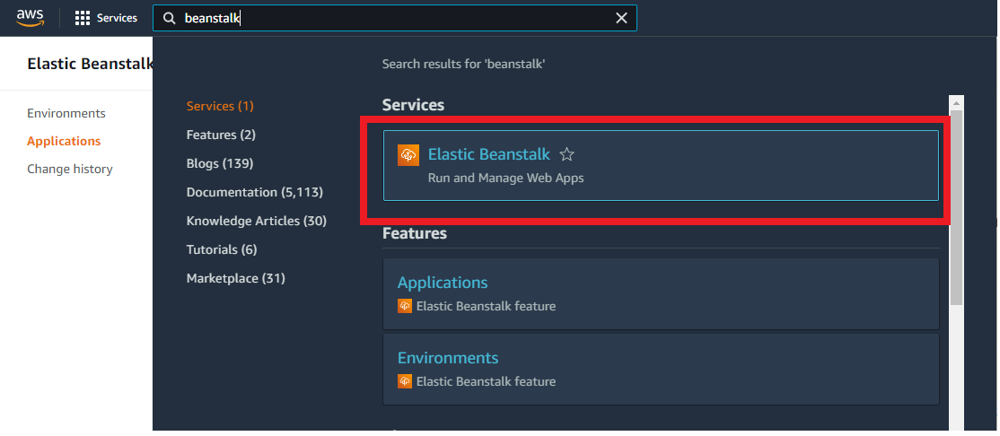 aws
Services
beanstalk
Elastic Beanstalk
Environments
Applications
Change history
Search results for 'beanstalk'
Services (1)
Features (2)
Blogs (139)
Documentation (5,113)
Knowledge Articles (30)
Tutorials (6)
Marketplace (31)
Services
Elastic Beanstalk
Run and Manage Web Apps
Features
Applications
Elastic Beanstalk feature
Environments
Elastic Beanstalk feature